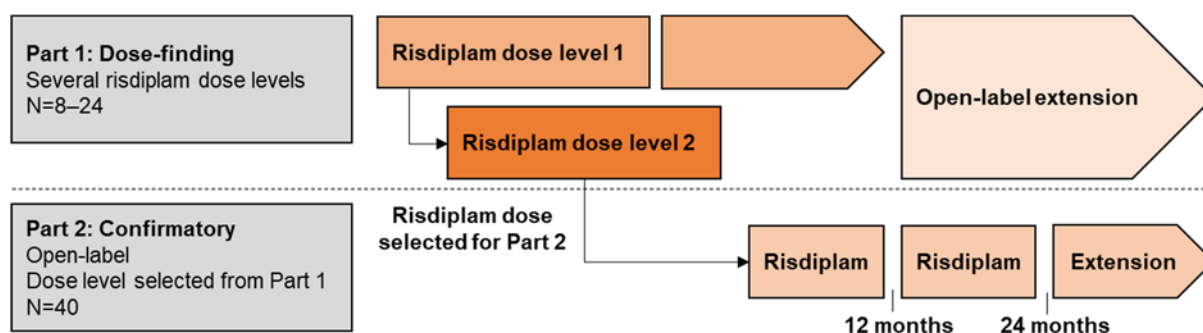 Part 1: Dose-finding
Several risdiplam dose levels
N=8–24
Risdiplam dose level 1
Risdiplam dose level 2
Open-label extension
Part 2: Confirmatory
Open-label
Dose level selected from Part 1
N=40
Risdiplam dose
selected for Part 2
Risdiplam
Risdiplam
Extension
12 months
24 months